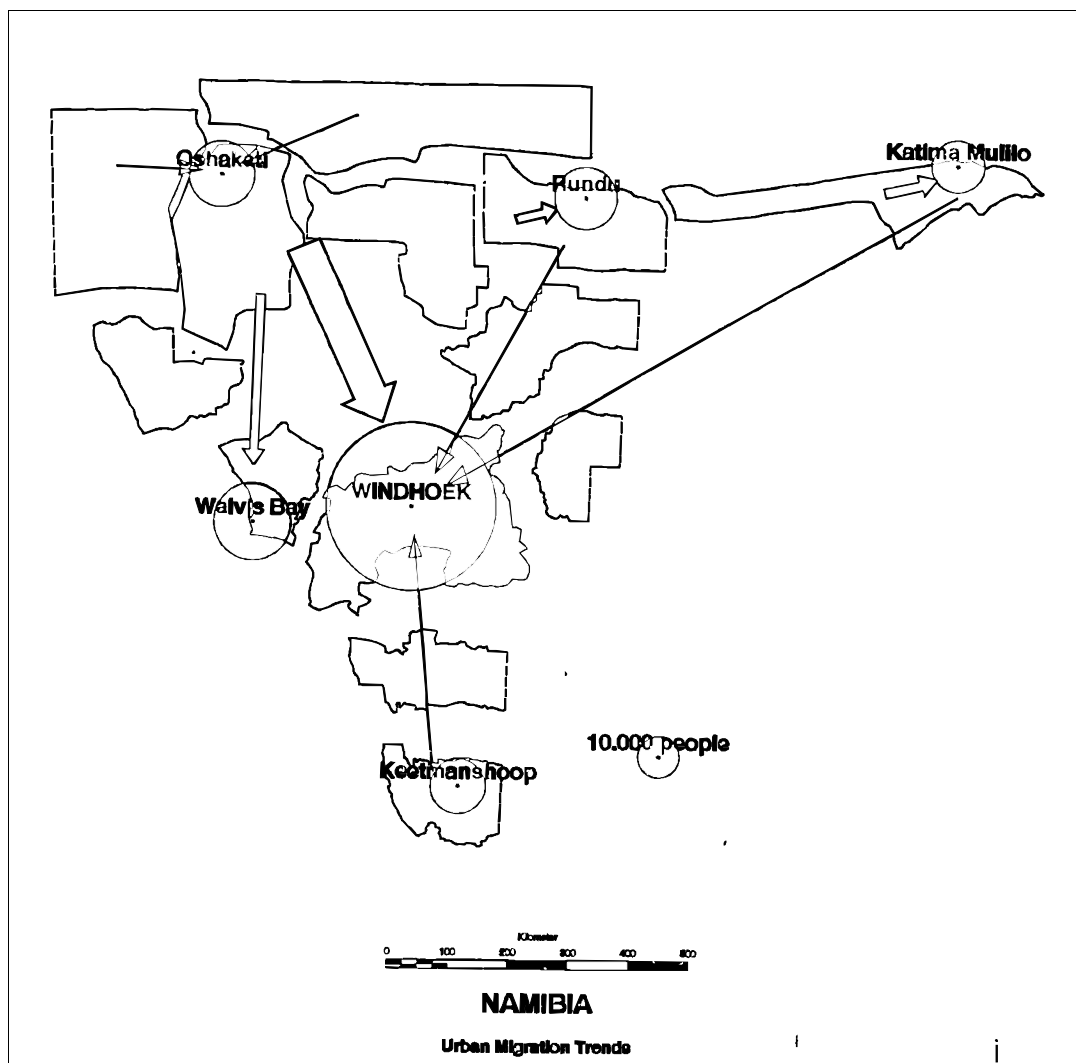 Katima Mulilo
Oshakati
Rundu
WINDHOEK
Walvis Bay
10.000 people
Keetmanshoop
Kilometer
0 100 200 300 400 500
NAMIBIA
Urban Migration Trends